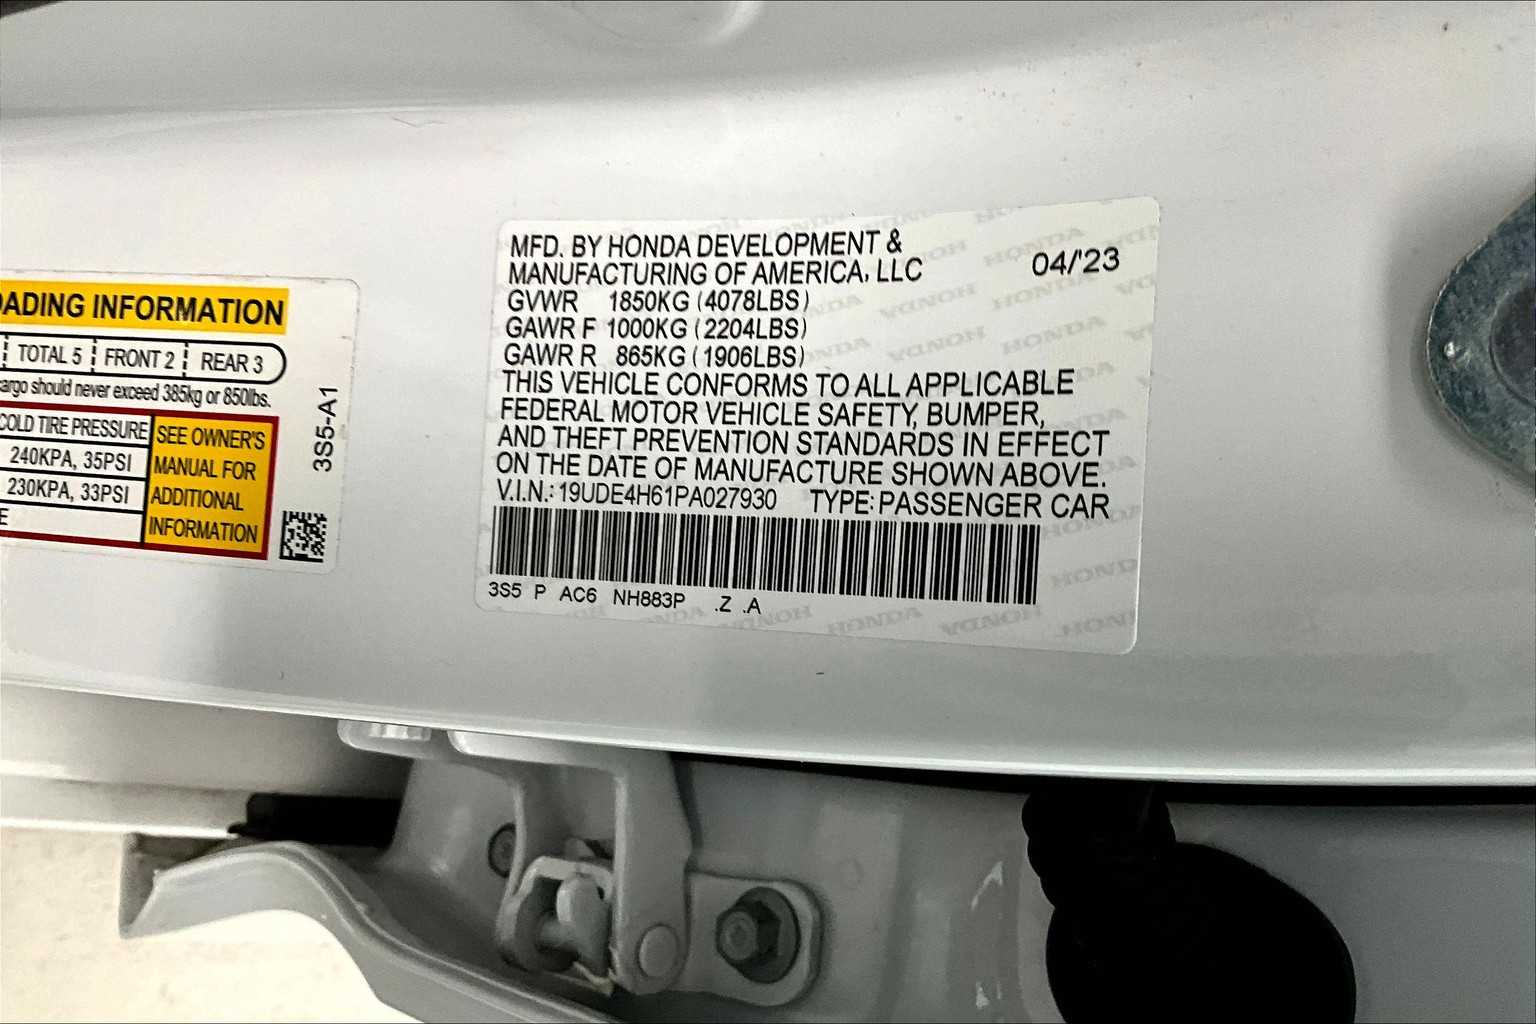 OADING INFORMATION
TOTAL 5 FRONT 2 REAR 3
cargo should never exceed 385kg or 850lbs.
COLD TIRE PRESSURE
240KPA, 35PSI
230KPA, 33PSI
SEE OWNER'S
MANUAL FOR
ADDITIONAL
INFORMATION
3S5-A1
MFD. BY HONDA DEVELOPMENT &
MANUFACTURING OF AMERICA, LLC 04/'23
GVWR 1850KG (4078LBS)
GAWR F 1000KG (2204LBS)
GAWR R 865KG (1906LBS)
THIS VEHICLE CONFORMS TO ALL APPLICABLE
FEDERAL MOTOR VEHICLE SAFETY, BUMPER,
AND THEFT PREVENTION STANDARDS IN EFFECT
ON THE DATE OF MANUFACTURE SHOWN ABOVE.
V.I.N.: 19UDE4H61PA027930 TYPE: PASSENGER CAR
3S5 P AC6 NH883P .Z .A